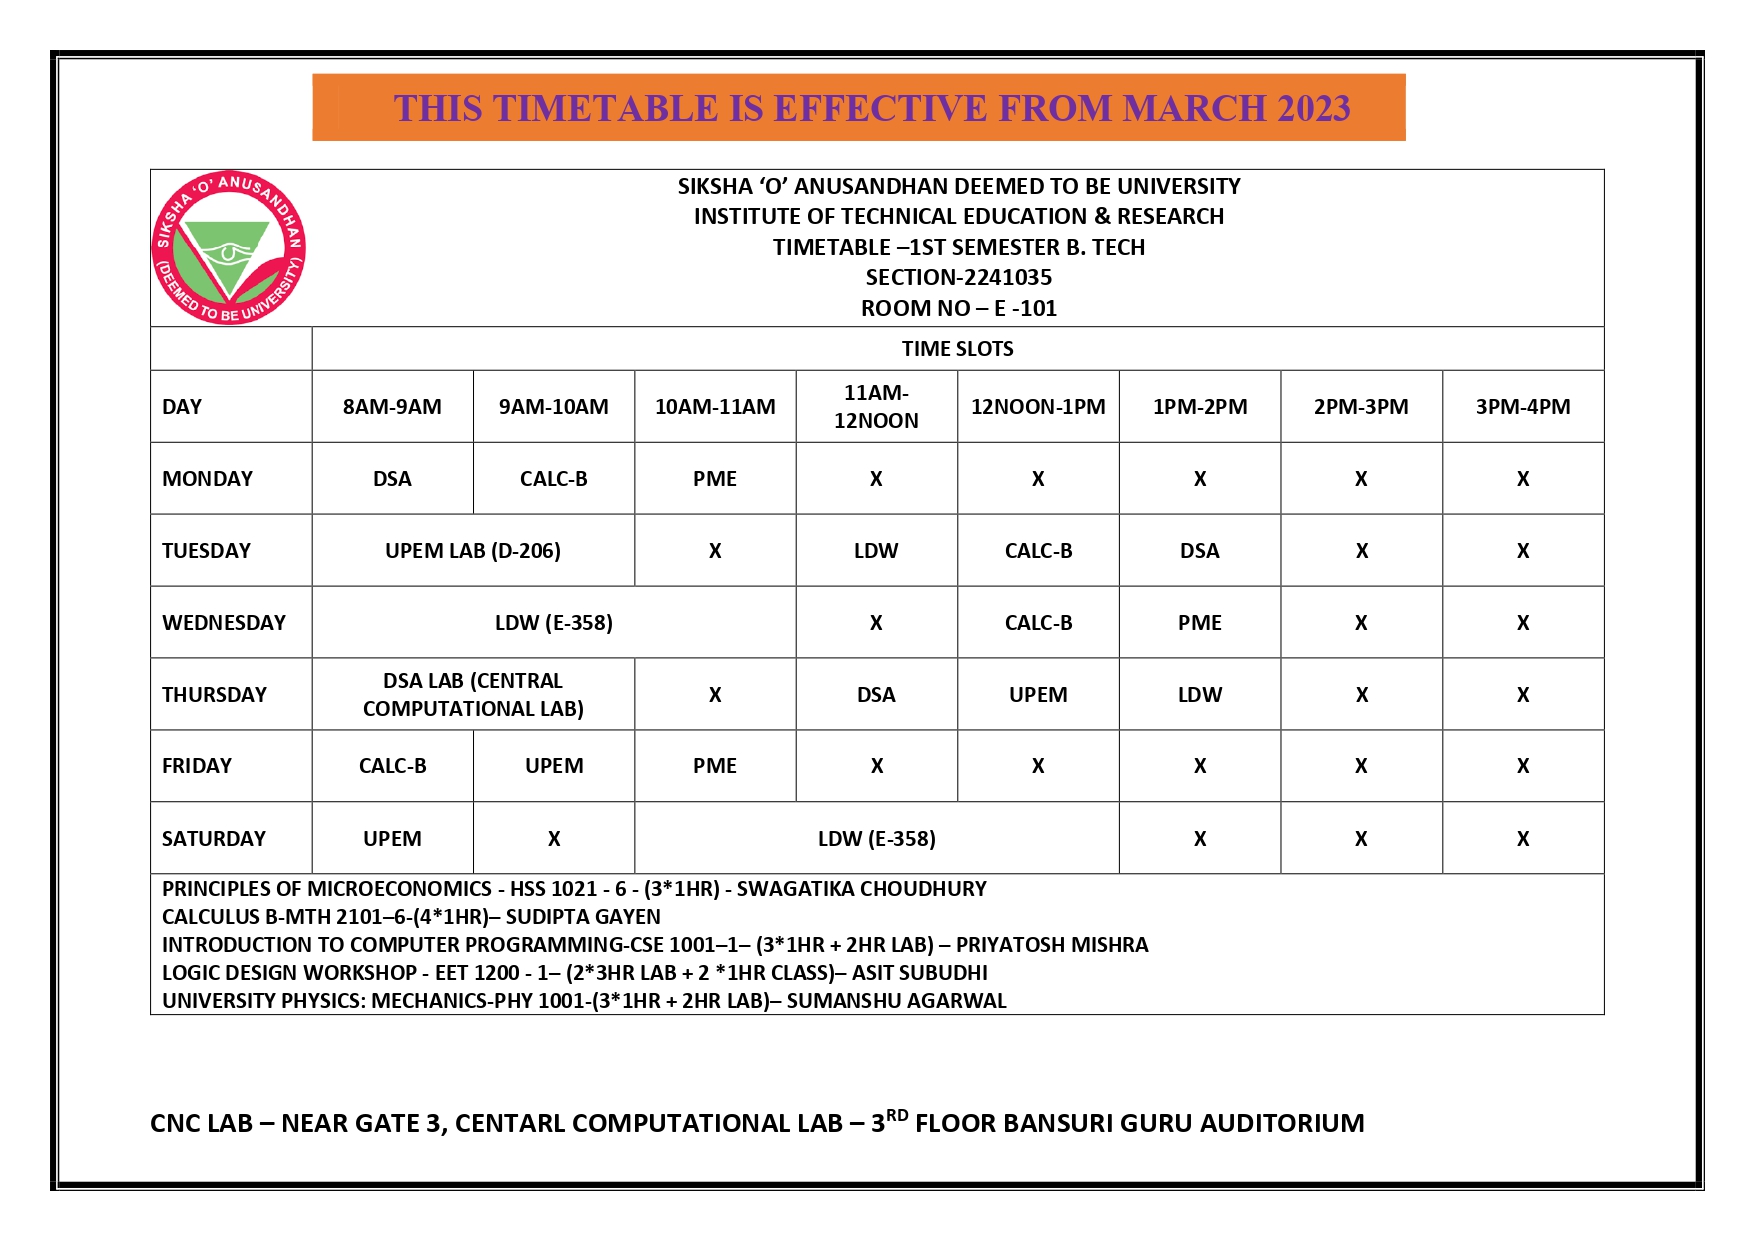 THIS TIMETABLE IS EFFECTIVE FROM MARCH 2023
SIKSHA 'O' ANUSANDHAN
(DEEMED TO BE UNIVERSITY)
SIKSHA ‘O’ ANUSANDHAN DEEMED TO BE UNIVERSITY
INSTITUTE OF TECHNICAL EDUCATION & RESEARCH
TIMETABLE –1ST SEMESTER B. TECH
SECTION-2241035
ROOM NO – E -101
TIME SLOTS
DAY 8AM-9AM 9AM-10AM 10AM-11AM 11AM-12NOON 12NOON-1PM 1PM-2PM 2PM-3PM 3PM-4PM
MONDAY DSA CALC-B PME X X X X X
TUESDAY UPEM LAB (D-206) X LDW CALC-B DSA X X
WEDNESDAY LDW (E-358) X CALC-B PME X X
THURSDAY DSA LAB (CENTRAL COMPUTATIONAL LAB) X DSA UPEM LDW X X
FRIDAY CALC-B UPEM PME X X X X X
SATURDAY UPEM X LDW (E-358) X X X
PRINCIPLES OF MICROECONOMICS - HSS 1021 - 6 - (3*1HR) - SWAGATIKA CHOUDHURY
CALCULUS B-MTH 2101–6-(4*1HR)– SUDIPTA GAYEN
INTRODUCTION TO COMPUTER PROGRAMMING-CSE 1001–1– (3*1HR + 2HR LAB) – PRIYATOSH MISHRA
LOGIC DESIGN WORKSHOP - EET 1200 - 1– (2*3HR LAB + 2 *1HR CLASS)– ASIT SUBUDHI
UNIVERSITY PHYSICS: MECHANICS-PHY 1001-(3*1HR + 2HR LAB)– SUMANSHU AGARWAL
CNC LAB – NEAR GATE 3, CENTARL COMPUTATIONAL LAB – 3RD FLOOR BANSURI GURU AUDITORIUM